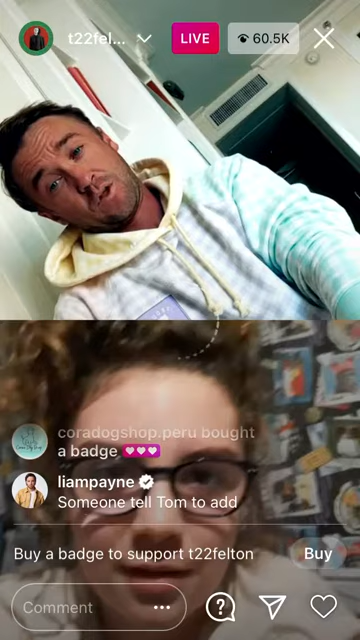 t22fel...
LIVE
60.5K
coradogshop.peru bought
a badge
liampayne
Someone tell Tom to add
Buy a badge to support t22felton
Buy
Comment